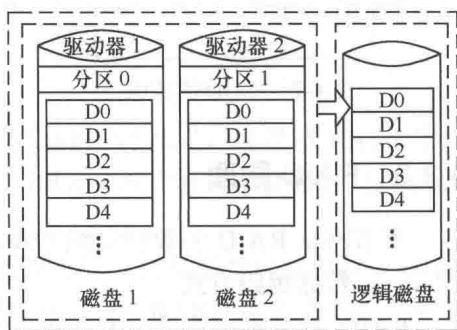 驱动器1 驱动器2
分区0 分区1
D0 D0 D0
D1 D1 D1
D2 D2 D2
D3 D3 D3
D4 D4 D4
⋮ ⋮ ⋮
磁盘1 磁盘2 逻辑磁盘